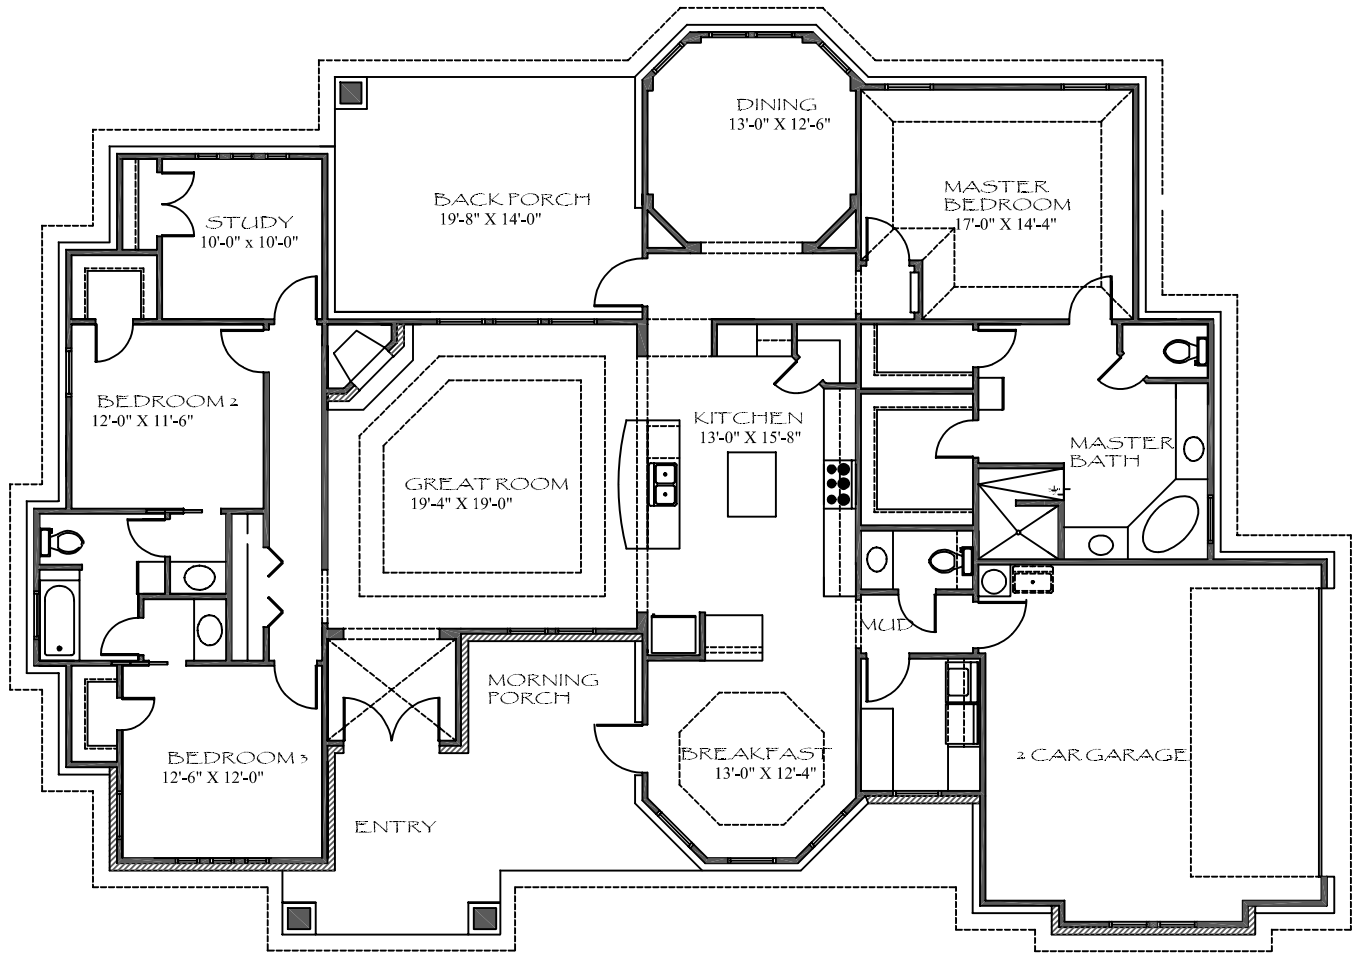 DINING
13'-0" X 12'-6"
MASTER
BEDROOM
17'-0" X 14'-4"
BACK PORCH
19'-8" X 14'-0"
STUDY
10'-0" x 10'-0"
BEDROOM 2
12'-0" X 11'-6"
KITCHEN
13'-0" X 15'-8"
MASTER
BATH
GREAT ROOM
19'-4" X 19'-0"
MUD
MORNING
PORCH
BREAKFAST
13'-0" X 12'-4"
2 CAR GARAGE
BEDROOM 3
12'-6" X 12'-0"
ENTRY